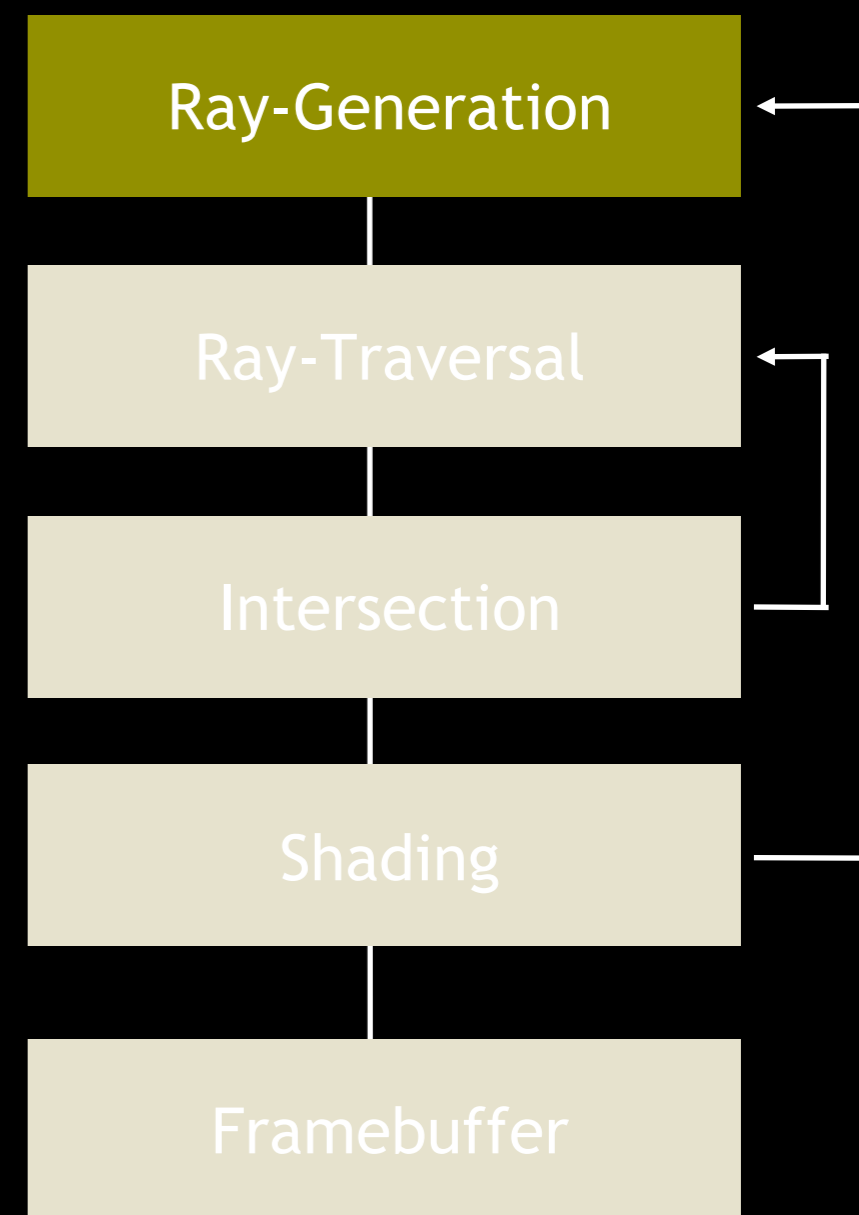 Ray-Generation
Ray-Traversal
Intersection
Shading
Framebuffer